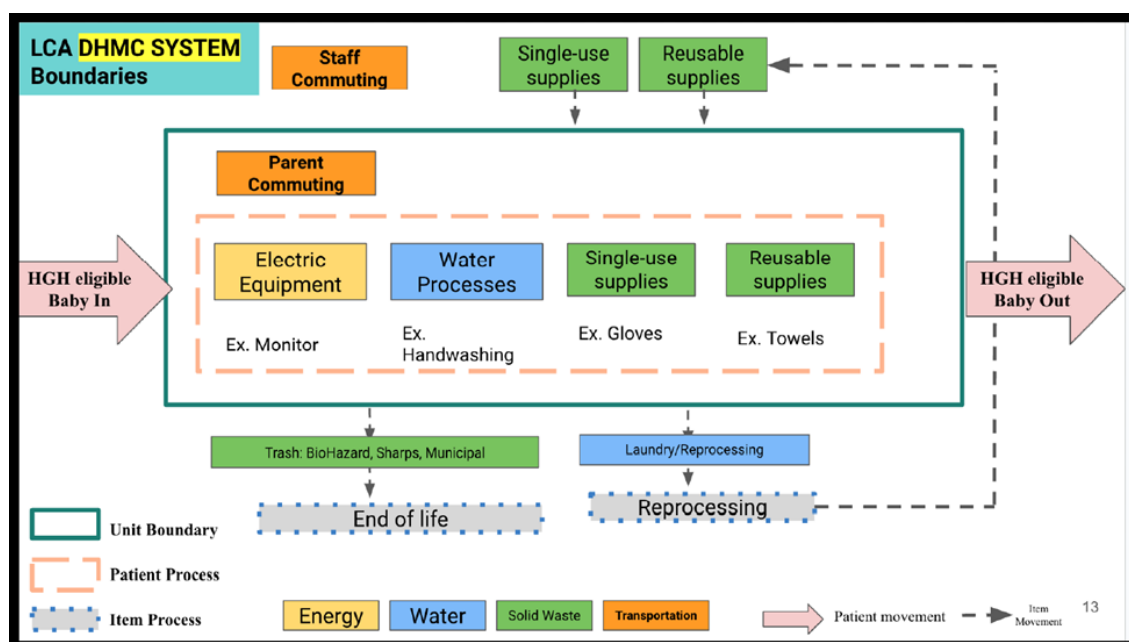 LCA DHMC SYSTEM
Boundaries
Staff
Commuting
Single-use
supplies
Reusable
supplies
Parent
Commuting
HGH eligible
Baby In
Electric
Equipment
Water
Processes
Single-use
supplies
Reusable
supplies
HGH eligible
Baby Out
Ex. Monitor
Ex.
Handwashing
Ex. Gloves
Ex. Towels
Trash: BioHazard, Sharps, Municipal
Laundry/Reprocessing
End of life
Reprocessing
Unit Boundary
Patient Process
Item Process
Energy
Water
Solid Waste
Transportation
Patient movement
Item
Movement
13